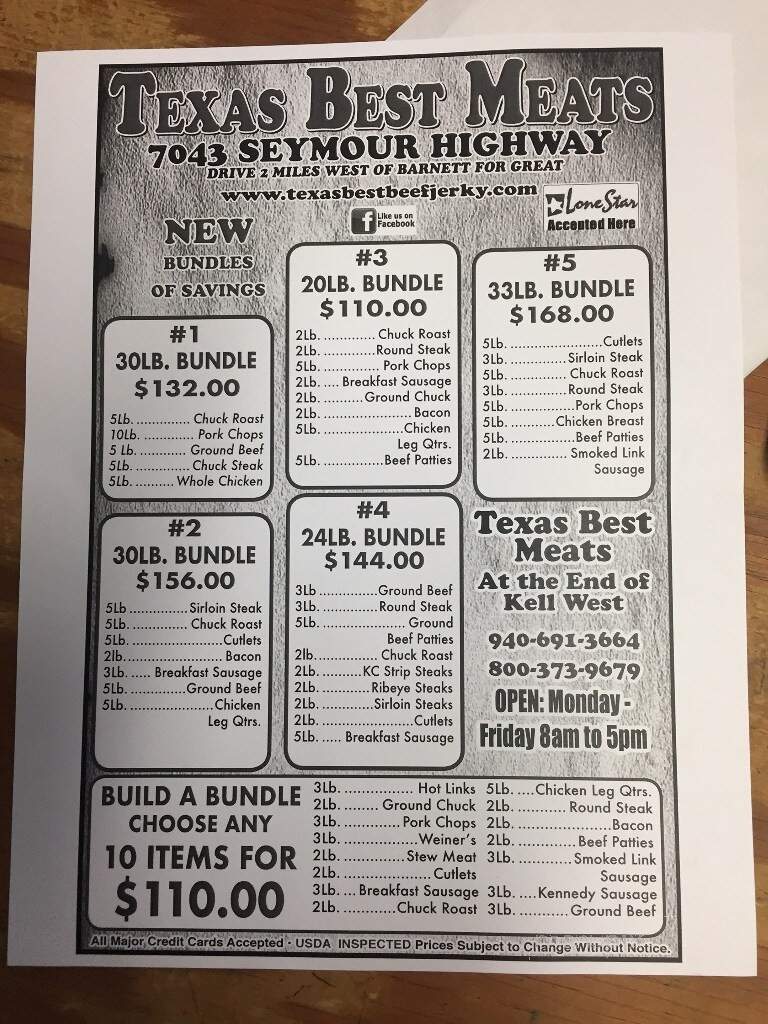 TEXAS BEST MEATS
7043 SEYMOUR HIGHWAY
DRIVE 2 MILES WEST OF BARNETT FOR GREAT
www.texasbestbeefjerky.com
f Like us on
Facebook
Lone Star
Accepted Here
NEW
BUNDLES
OF SAVINGS
#1
30LB. BUNDLE
$132.00
5Lb. .............. Chuck Roast
10Lb. ............. Pork Chops
5 Lb. ............ Ground Beef
5Lb. .............. Chuck Steak
5Lb. .......... Whole Chicken
#2
30LB. BUNDLE
$156.00
5Lb ..............Sirloin Steak
5Lb. .............. Chuck Roast
5Lb. ......................Cutlets
2lb. ........................ Bacon
3Lb. ..... Breakfast Sausage
5Lb. .............Ground Beef
5Lb. ....................Chicken
Leg Qtrs.
#3
20LB. BUNDLE
$110.00
2Lb. ............. Chuck Roast
2Lb. .............Round Steak
5Lb. .............. Pork Chops
2Lb. .... Breakfast Sausage
2Lb. ..........Ground Chuck
2Lb. ....................... Bacon
5Lb. ....................Chicken
Leg Qtrs.
5Lb. ..............Beef Patties
#4
24LB. BUNDLE
$144.00
3Lb ..............Ground Beef
3Lb. .............Round Steak
5Lb. ...................... Ground
Beef Patties
2lb. ............... Chuck Roast
2Lb. ..........KC Strip Steaks
2Lb. ............Ribeye Steaks
2Lb. ............Sirloin Steaks
2Lb. ......................Cutlets
5Lb. ..... Breakfast Sausage
#5
33LB. BUNDLE
$168.00
5Lb. ......................Cutlets
3Lb. .............. Sirloin Steak
5Lb. .............. Chuck Roast
3Lb. .............. Round Steak
5Lb. ................Pork Chops
5Lb. ...........Chicken Breast
5Lb. ...............Beef Patties
2Lb. ............ Smoked Link
Sausage
Texas Best
Meats
At the End of
Kell West
940-691-3664
800-373-9679
OPEN: Monday -
Friday 8am to 5pm
BUILD A BUNDLE
CHOOSE ANY
10 ITEMS FOR
$110.00
3Lb. ................. Hot Links
2Lb. ......... Ground Chuck
3Lb. .............. Pork Chops
3Lb. ................. Weiner's
2Lb. ............... Stew Meat
2Lb. ..................... Cutlets
3Lb. ... Breakfast Sausage
2Lb. .............Chuck Roast
5Lb. ....Chicken Leg Qtrs.
2Lb. ............ Round Steak
2Lb. .......................Bacon
2Lb. .............. Beef Patties
3Lb. ............. Smoked Link
Sausage
3Lb. ....Kennedy Sausage
3Lb. ............Ground Beef
All Major Credit Cards Accepted · USDA INSPECTED Prices Subject to Change Without Notice.